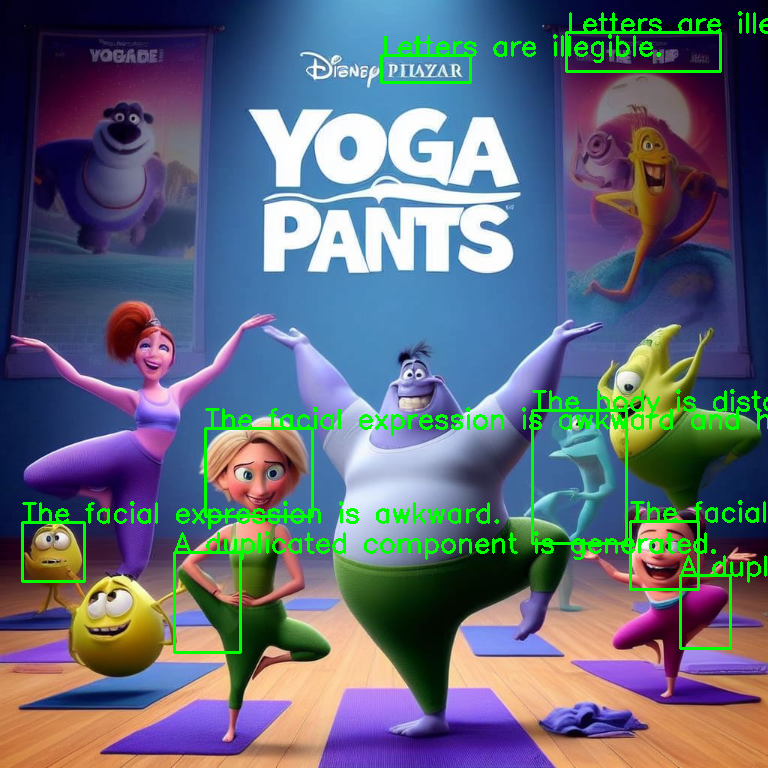 Letters are ille
Letters are illegible.
YOGADE
Disney PIIAZAR
YOGA
PANTS
The body is disto
The facial expression is awkward and h
The facial expression is awkward.
The facial
A duplicated component is generated.
A dupl